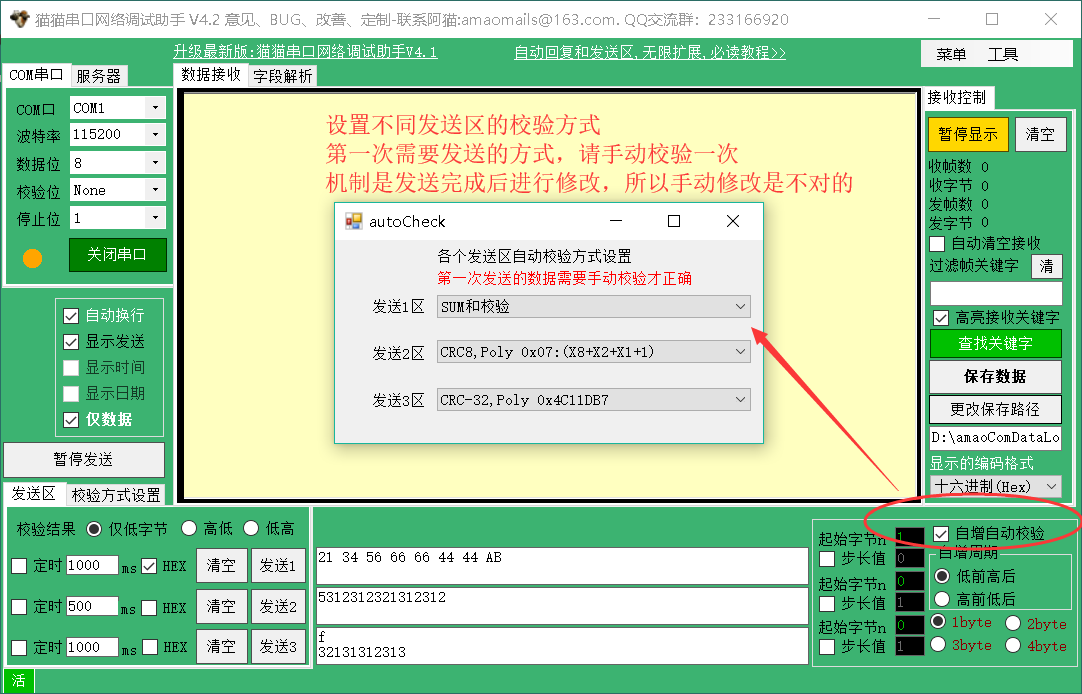 猫猫串口网络调试助手 V4.2 意见、BUG、改善、定制-联系阿猫:amaomails@163.com. QQ交流群：233166920
升级最新版:猫猫串口网络调试助手V4.1
自动回复和发送区,无限扩展,必读教程>>
菜单 工具
COM串口 服务器
数据接收 字段解析
接收控制
COM口 COM1
波特率 115200
数据位 8
校验位 None
停止位 1
关闭串口
自动换行
显示发送
显示时间
显示日期
仅数据
暂停发送
设置不同发送区的校验方式
第一次需要发送的方式，请手动校验一次
机制是发送完成后进行修改，所以手动修改是不对的
autoCheck
各个发送区自动校验方式设置
第一次发送的数据需要手动校验才正确
发送1区 SUM和校验
发送2区 CRC8,Poly 0x07:(X8+X2+X1+1)
发送3区 CRC-32,Poly 0x4C11DB7
暂停显示 清空
收帧数 0
收字节 0
发帧数 0
发字节 0
自动清空接收
过滤帧关键字 清
高亮接收关键字
查找关键字
保存数据
更改保存路径
D:\amaoComDataLo
显示的编码格式
十六进制(Hex)
发送区 校验方式设置
校验结果 仅低字节 高低 低高
定时 1000 ms HEX 清空 发送1
定时 500 ms HEX 清空 发送2
定时 1000 ms HEX 清空 发送3
21 34 56 66 66 44 44 AB
5312312321312312
f
32131312313
起始字节n 1
步长值 0
起始字节n 0
步长值 1
起始字节n 0
步长值 1
自增自动校验
自增周期
低前高后
高前低后
1byte 2byte
3byte 4byte
活